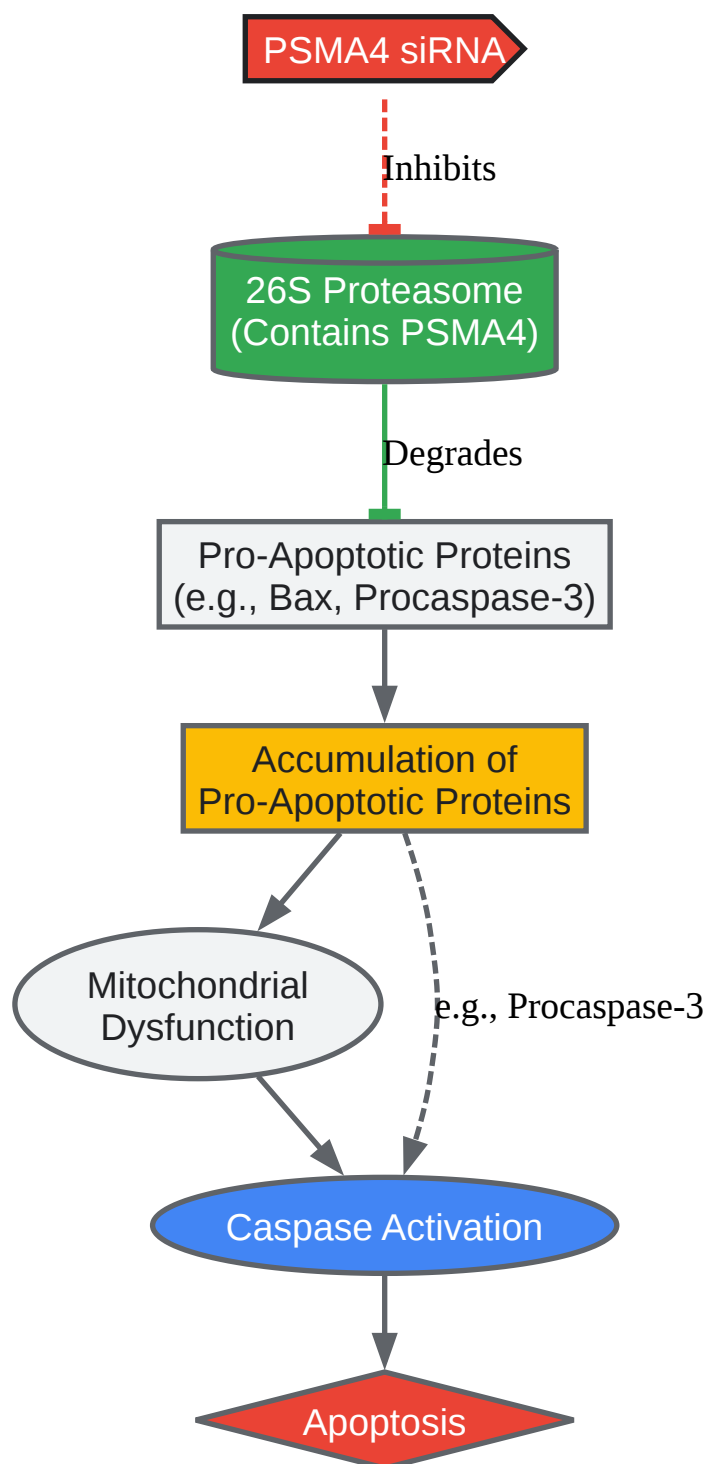 PSMA4 siRNA
Inhibits
26S Proteasome
(Contains PSMA4)
Degrades
Pro-Apoptotic Proteins
(e.g., Bax, Procaspase-3)
Accumulation of
Pro-Apoptotic Proteins
Mitochondrial
Dysfunction
e.g., Procaspase-3
Caspase Activation
Apoptosis